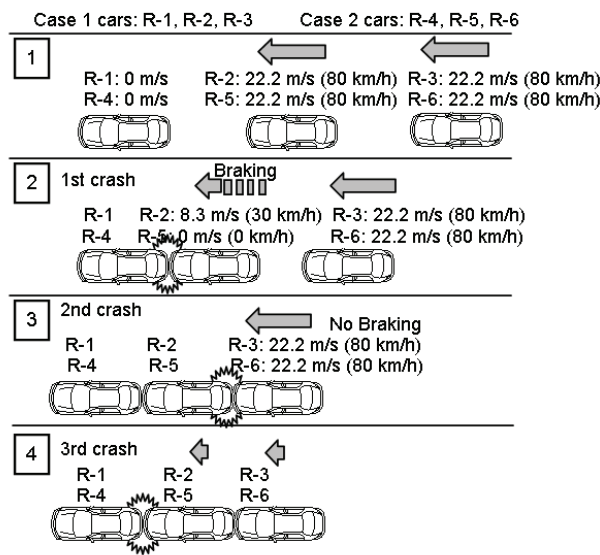 Case 1 cars: R-1, R-2, R-3 Case 2 cars: R-4, R-5, R-6
1
R-1: 0 m/s R-2: 22.2 m/s (80 km/h) R-3: 22.2 m/s (80 km/h)
R-4: 0 m/s R-5: 22.2 m/s (80 km/h) R-6: 22.2 m/s (80 km/h)
2 1st crash Braking
R-1 R-2: 8.3 m/s (30 km/h) R-3: 22.2 m/s (80 km/h)
R-4 R-5: 0 m/s (0 km/h) R-6: 22.2 m/s (80 km/h)
3 2nd crash No Braking
R-1 R-2 R-3: 22.2 m/s (80 km/h)
R-4 R-5 R-6: 22.2 m/s (80 km/h)
4 3rd crash
R-1 R-2 R-3
R-4 R-5 R-6